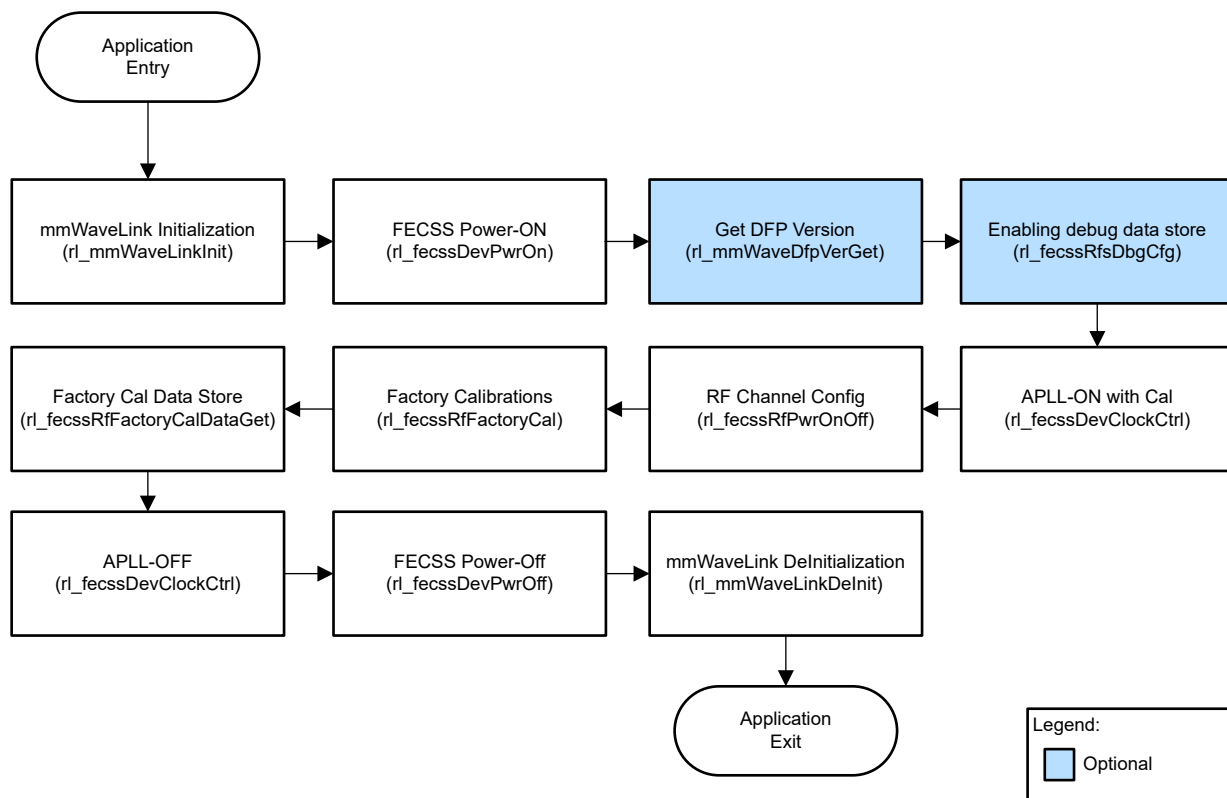 Application
Entry
mmWaveLink Initialization
(rl_mmWaveLinkInit)
FECSS Power-ON
(rl_fecssDevPwrOn)
Get DFP Version
(rl_mmWaveDfpVerGet)
Enabling debug data store
(rl_fecssRfsDbgCfg)
APLL-ON with Cal
(rl_fecssDevClockCtrl)
RF Channel Config
(rl_fecssRfPwrOnOff)
Factory Calibrations
(rl_fecssRfFactoryCal)
Factory Cal Data Store
(rl_fecssRfFactoryCalDataGet)
APLL-OFF
(rl_fecssDevClockCtrl)
FECSS Power-Off
(rl_fecssDevPwrOff)
mmWaveLink DeInitialization
(rl_mmWaveLinkDeInit)
Application
Exit
Legend:
Optional